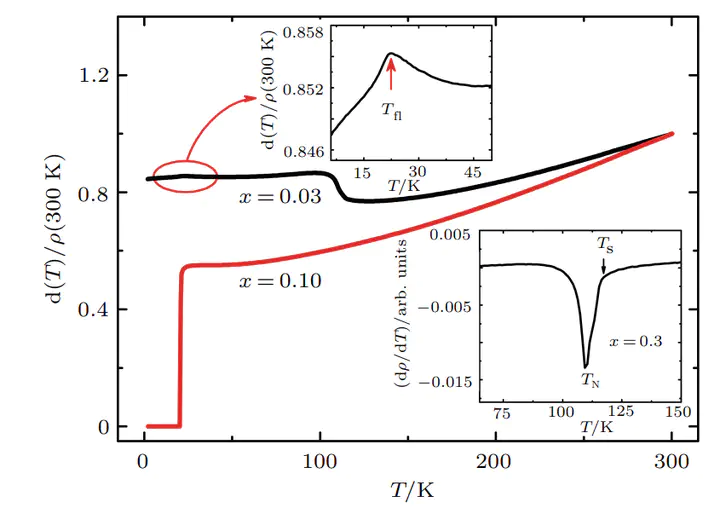 0.858
0.852
0.846
d(T)/ρ(300 K)
T_fl
15 30 45
T/K
1.2
0.8
0.4
0
d(T)/ρ(300 K)
x = 0.03
x = 0.10
0.005
-0.005
-0.015
(dρ/dT)/arb. units
T_S
x = 0.3
T_N
75 100 125 150
T/K
0 100 200 300
T/K